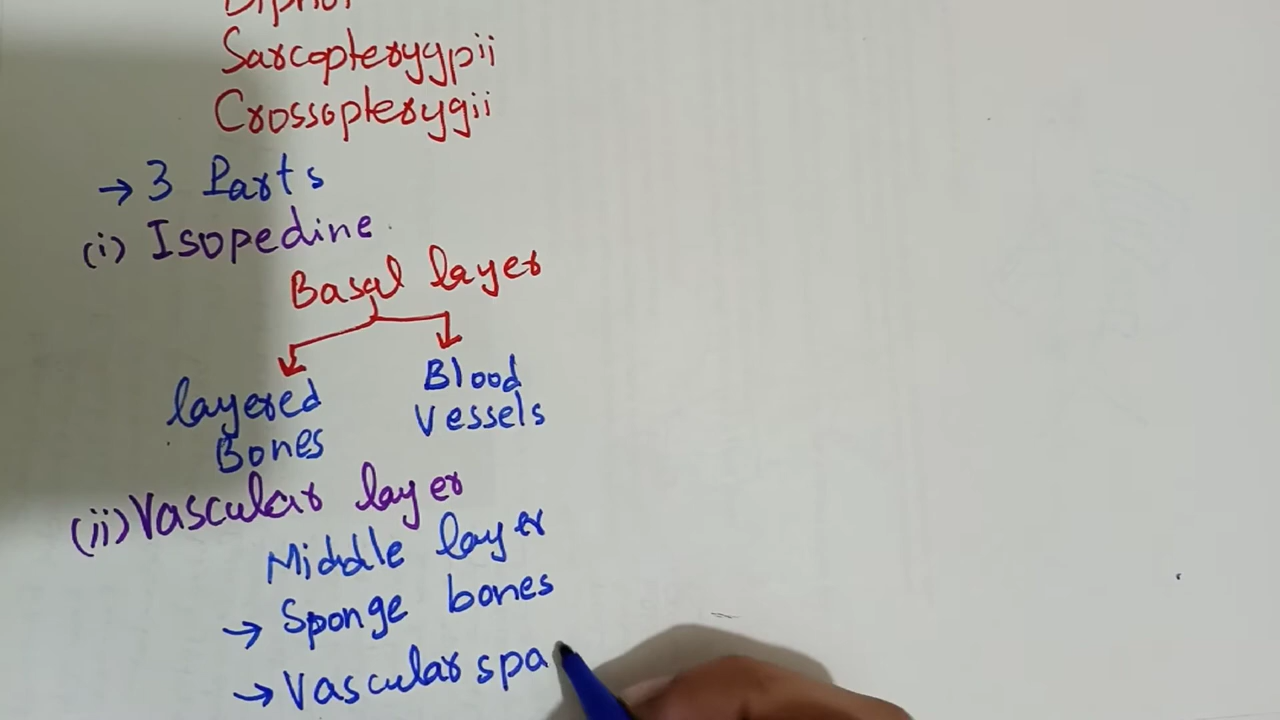 Sarcopterygpii
Crossopterygii
→ 3 Parts
(i) Isopedine
Basal layer
layered Bones
Blood Vessels
(ii) Vascular layer
Middle layer
→ Sponge bones
→ Vascular spa